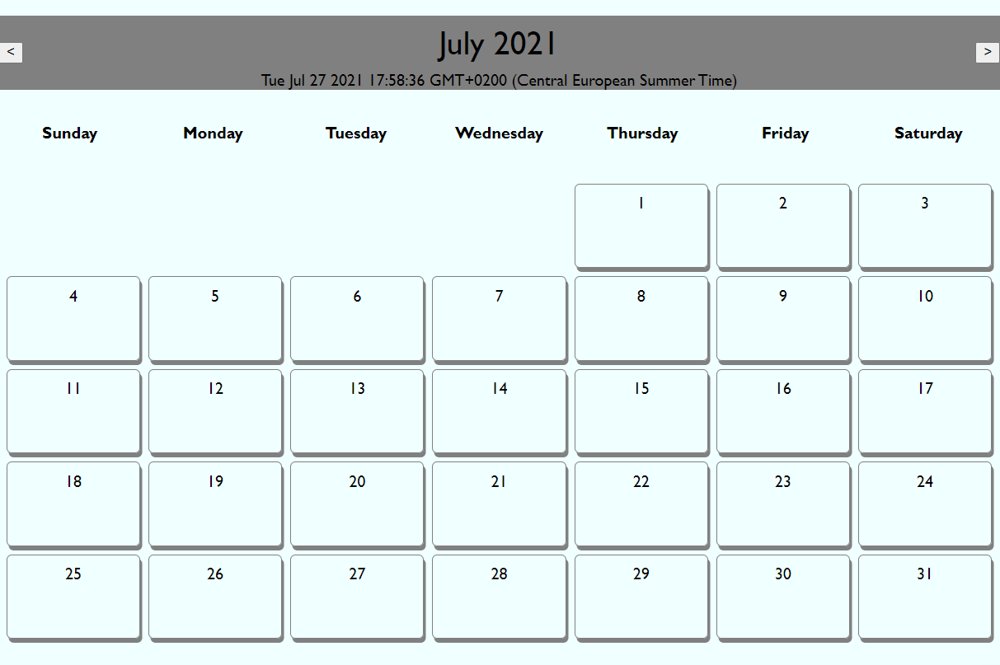 July 2021
< >
Tue Jul 27 2021 17:58:36 GMT+0200 (Central European Summer Time)
Sunday Monday Tuesday Wednesday Thursday Friday Saturday
1 2 3
4 5 6 7 8 9 10
11 12 13 14 15 16 17
18 19 20 21 22 23 24
25 26 27 28 29 30 31